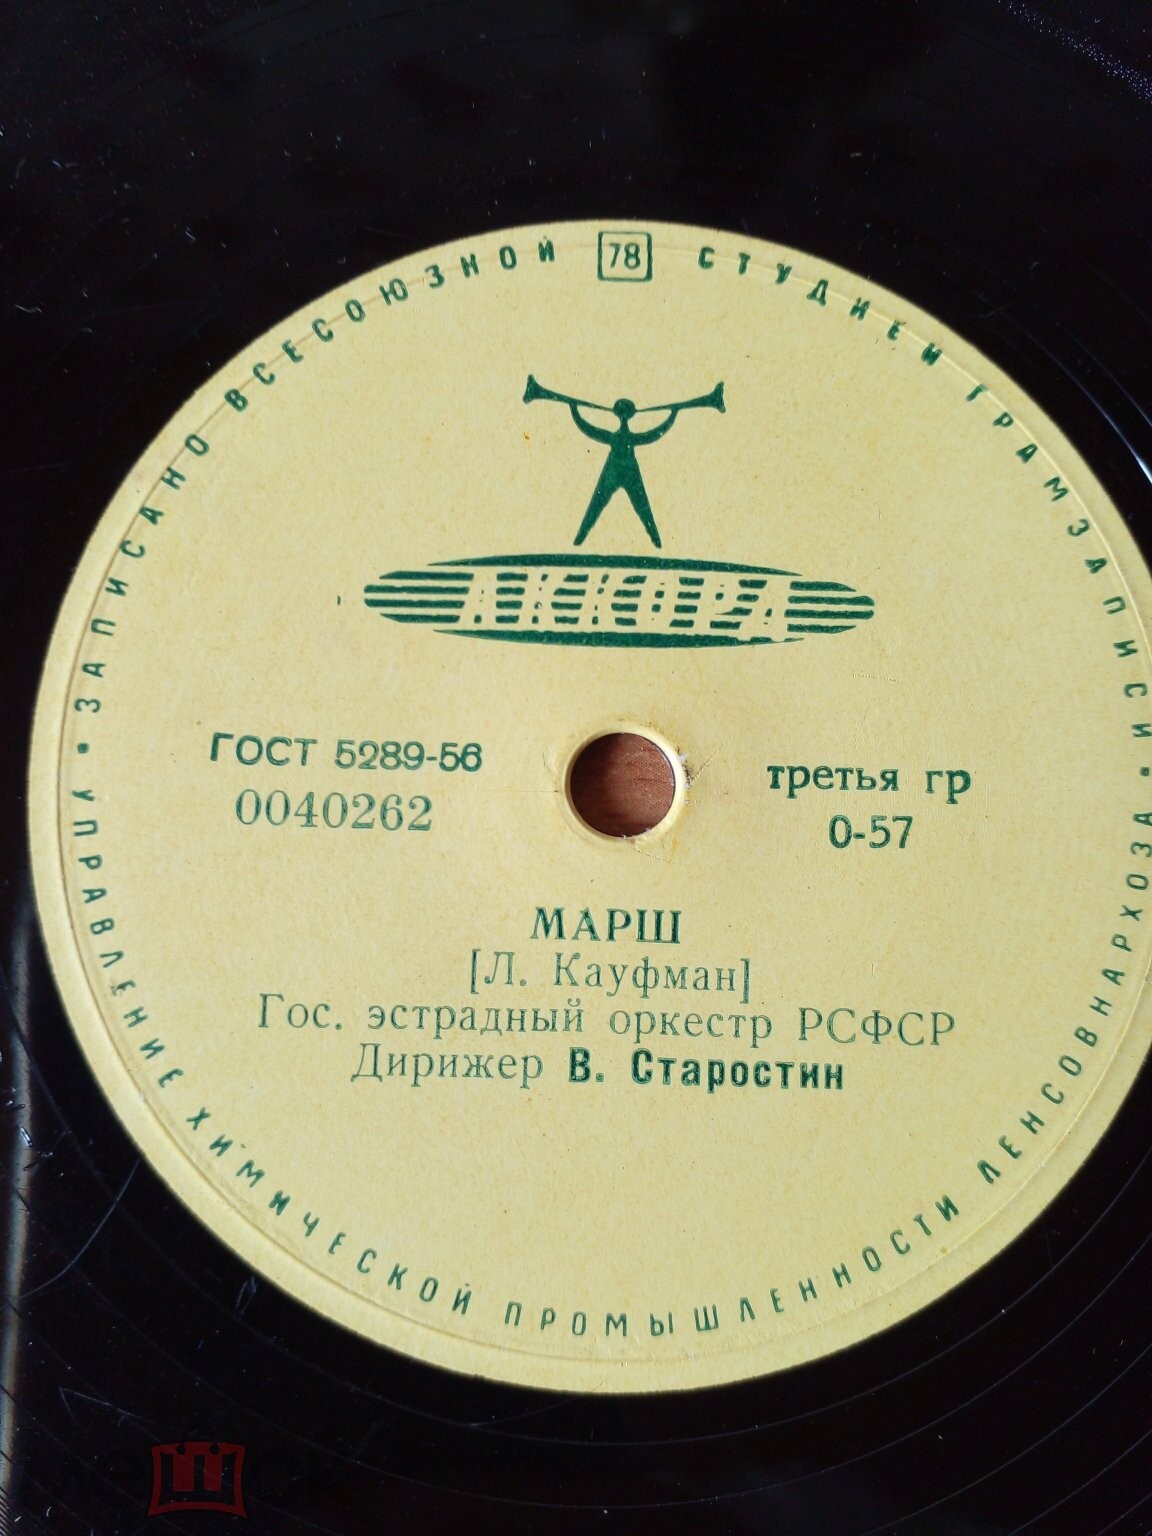 ЗАПИСАНО ВСЕСОЮЗНОЙ 78 СТУДИЕЙ ГРАМЗАПИСИ
АККОРД
ГОСТ 5289-56
0040262
третья гр
0-57
МАРШ
[Л. Кауфман]
Гос. эстрадный оркестр РСФСР
Дирижер В. Старостин
УПРАВЛЕНИЕ ХИМИЧЕСКОЙ ПРОМЫШЛЕННОСТИ ЛЕНСОВНАРХОЗА